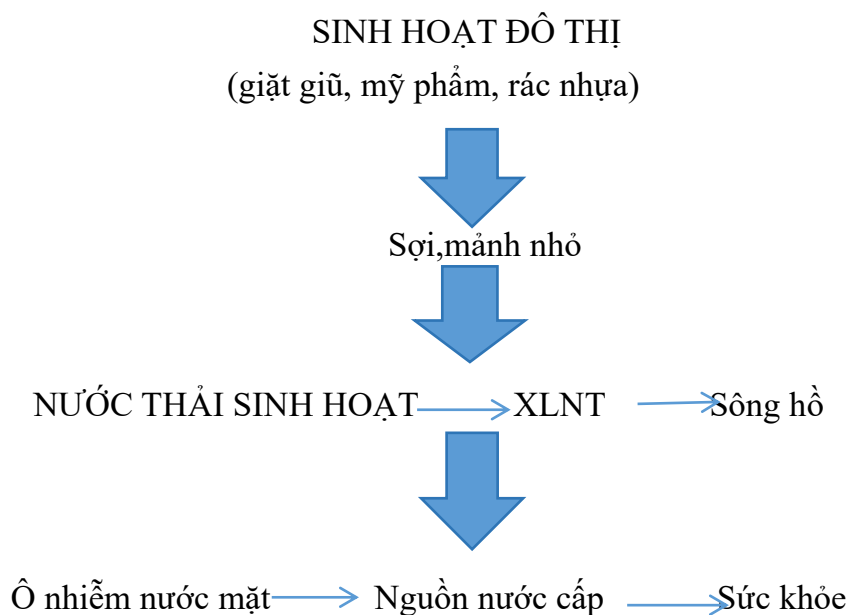 SINH HOẠT ĐÔ THỊ
(giặt giũ, mỹ phẩm, rác nhựa)
Sợi,mảnh nhỏ
NƯỚC THẢI SINH HOẠT XLNT Sông hồ
Ô nhiễm nước mặt Nguồn nước cấp Sức khỏe